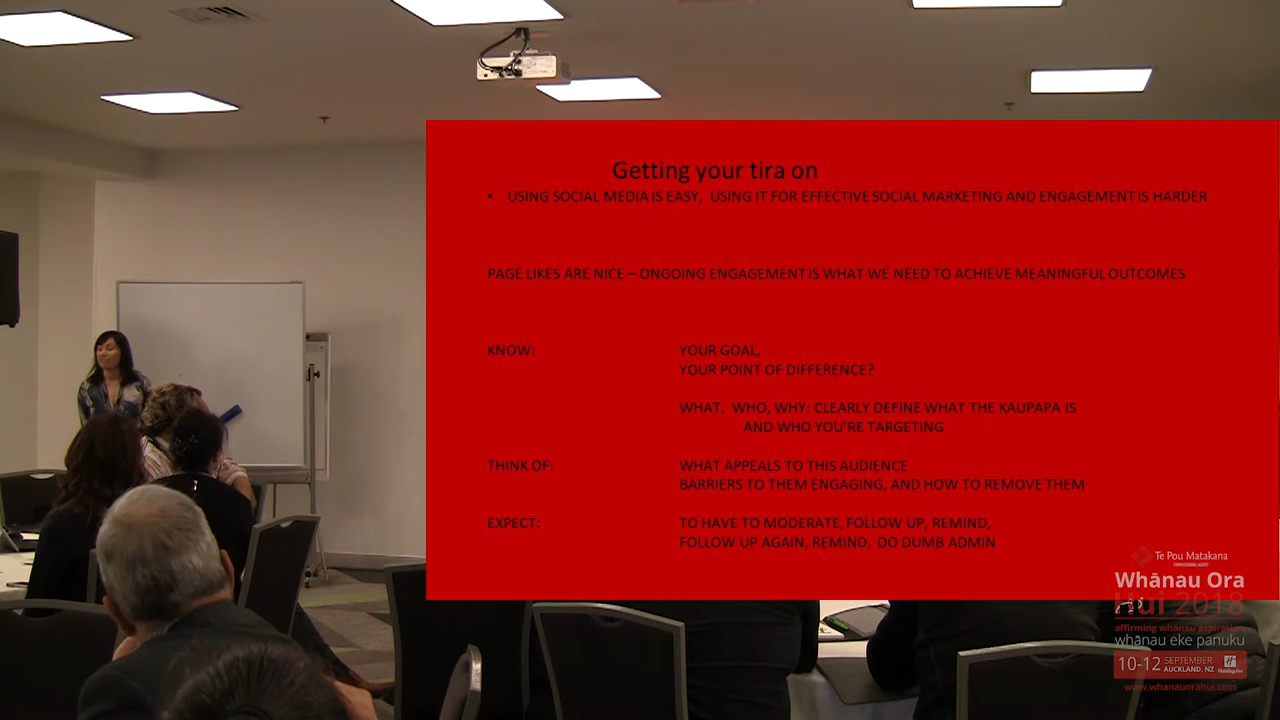 Getting your tira on
• USING SOCIAL MEDIA IS EASY, USING IT FOR EFFECTIVE SOCIAL MARKETING AND ENGAGEMENT IS HARDER
PAGE LIKES ARE NICE – ONGOING ENGAGEMENT IS WHAT WE NEED TO ACHIEVE MEANINGFUL OUTCOMES
KNOW: YOUR GOAL,
YOUR POINT OF DIFFERENCE?
WHAT, WHO, WHY: CLEARLY DEFINE WHAT THE KAUPAPA IS
AND WHO YOU'RE TARGETING
THINK OF: WHAT APPEALS TO THIS AUDIENCE
BARRIERS TO THEM ENGAGING, AND HOW TO REMOVE THEM
EXPECT: TO HAVE TO MODERATE, FOLLOW UP, REMIND,
FOLLOW UP AGAIN, REMIND, DO DUMB ADMIN
Te Pou Matakana
COMMISSIONING AGENCY
Whānau Ora
Hui 2018
affirming whānau aspiration
whānau eke panuku
10-12 SEPTEMBER
AUCKLAND, NZ
Holiday Inn
www.whanauorahui.com